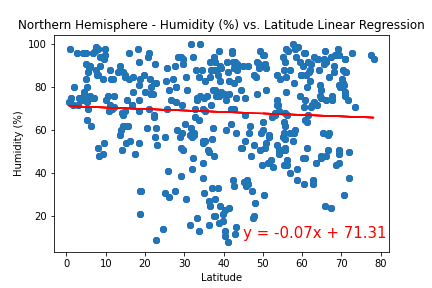 Northern Hemisphere - Humidity (%) vs. Latitude Linear Regression
Humidity (%)
100
80
60
40
20
y = -0.07x + 71.31
0 10 20 30 40 50 60 70 80
Latitude